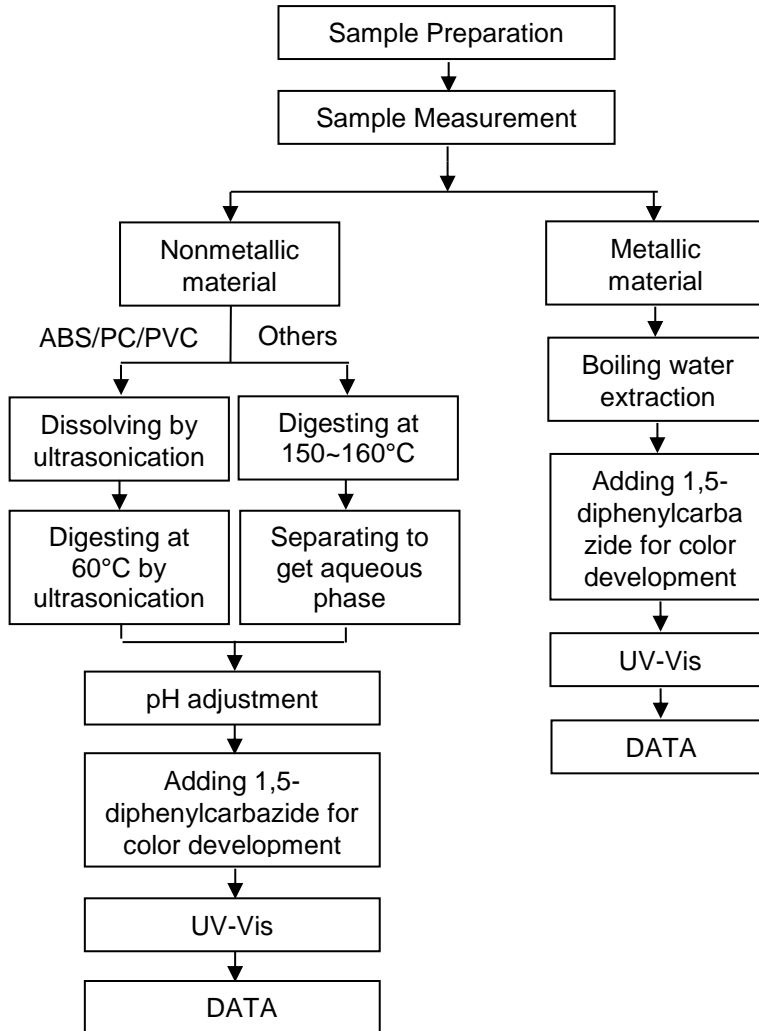 Sample Preparation
Sample Measurement
Nonmetallic
material
Metallic
material
ABS/PC/PVC
Others
Boiling water
extraction
Dissolving by
ultrasonication
Digesting at
150~160°C
Adding 1,5-
diphenylcarba
zide for color
development
Digesting at
60°C by
ultrasonication
Separating to
get aqueous
phase
UV-Vis
pH adjustment
DATA
Adding 1,5-
diphenylcarbazide for
color development
UV-Vis
DATA